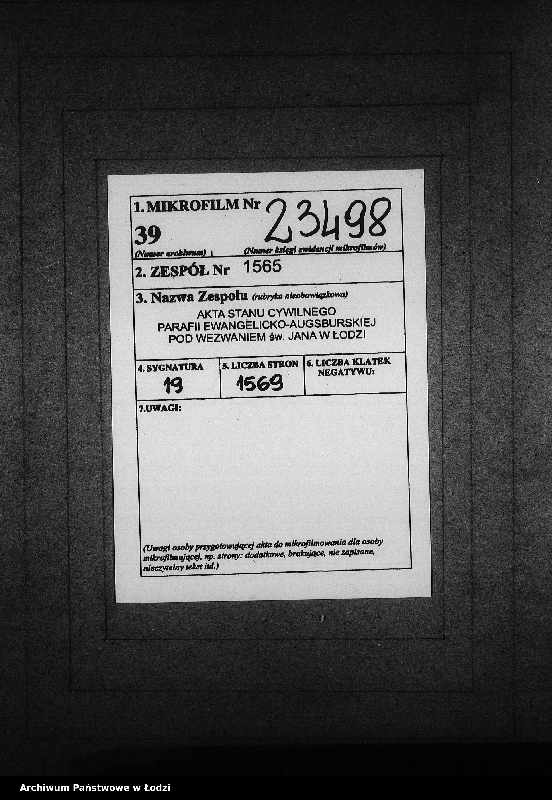 1. MIKROFILM Nr 23498
39
(Numer archiwum) (Numer księgi ewidencji mikrofilmów)
2. ZESPÓŁ Nr 1565
3. Nazwa Zespołu (rubryka nieobowiązkowa)
AKTA STANU CYWILNEGO
PARAFII EWANGELICKO-AUGSBURSKIEJ
POD WEZWANIEM św. JANA W ŁODZI
4. SYGNATURA 5. LICZBA STRON 6. LICZBA KLATEK
NEGATYWU:
19 1569
7.UWAGI:
(Uwagi osoby przygotowującej akta do mikrofilmowania dla osoby
mikrofilmującej, np. strony: dodatkowe, brakujące, nie zapisane,
nieczytelny tekst itd.)
Archiwum Państwowe w Łodzi